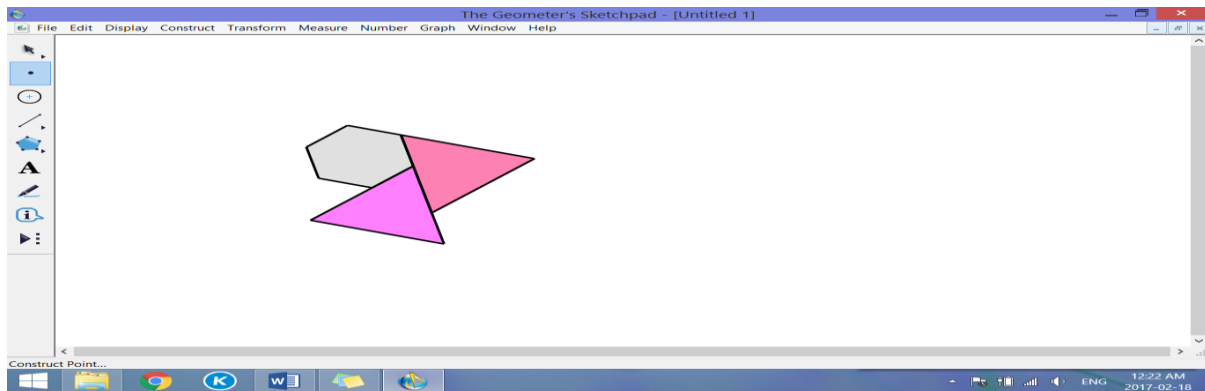 The Geometer's Sketchpad - [Untitled 1]
File Edit Display Construct Transform Measure Number Graph Window Help
A
i
Construct Point...
K
W
ENG
12:22 AM
2017-02-18